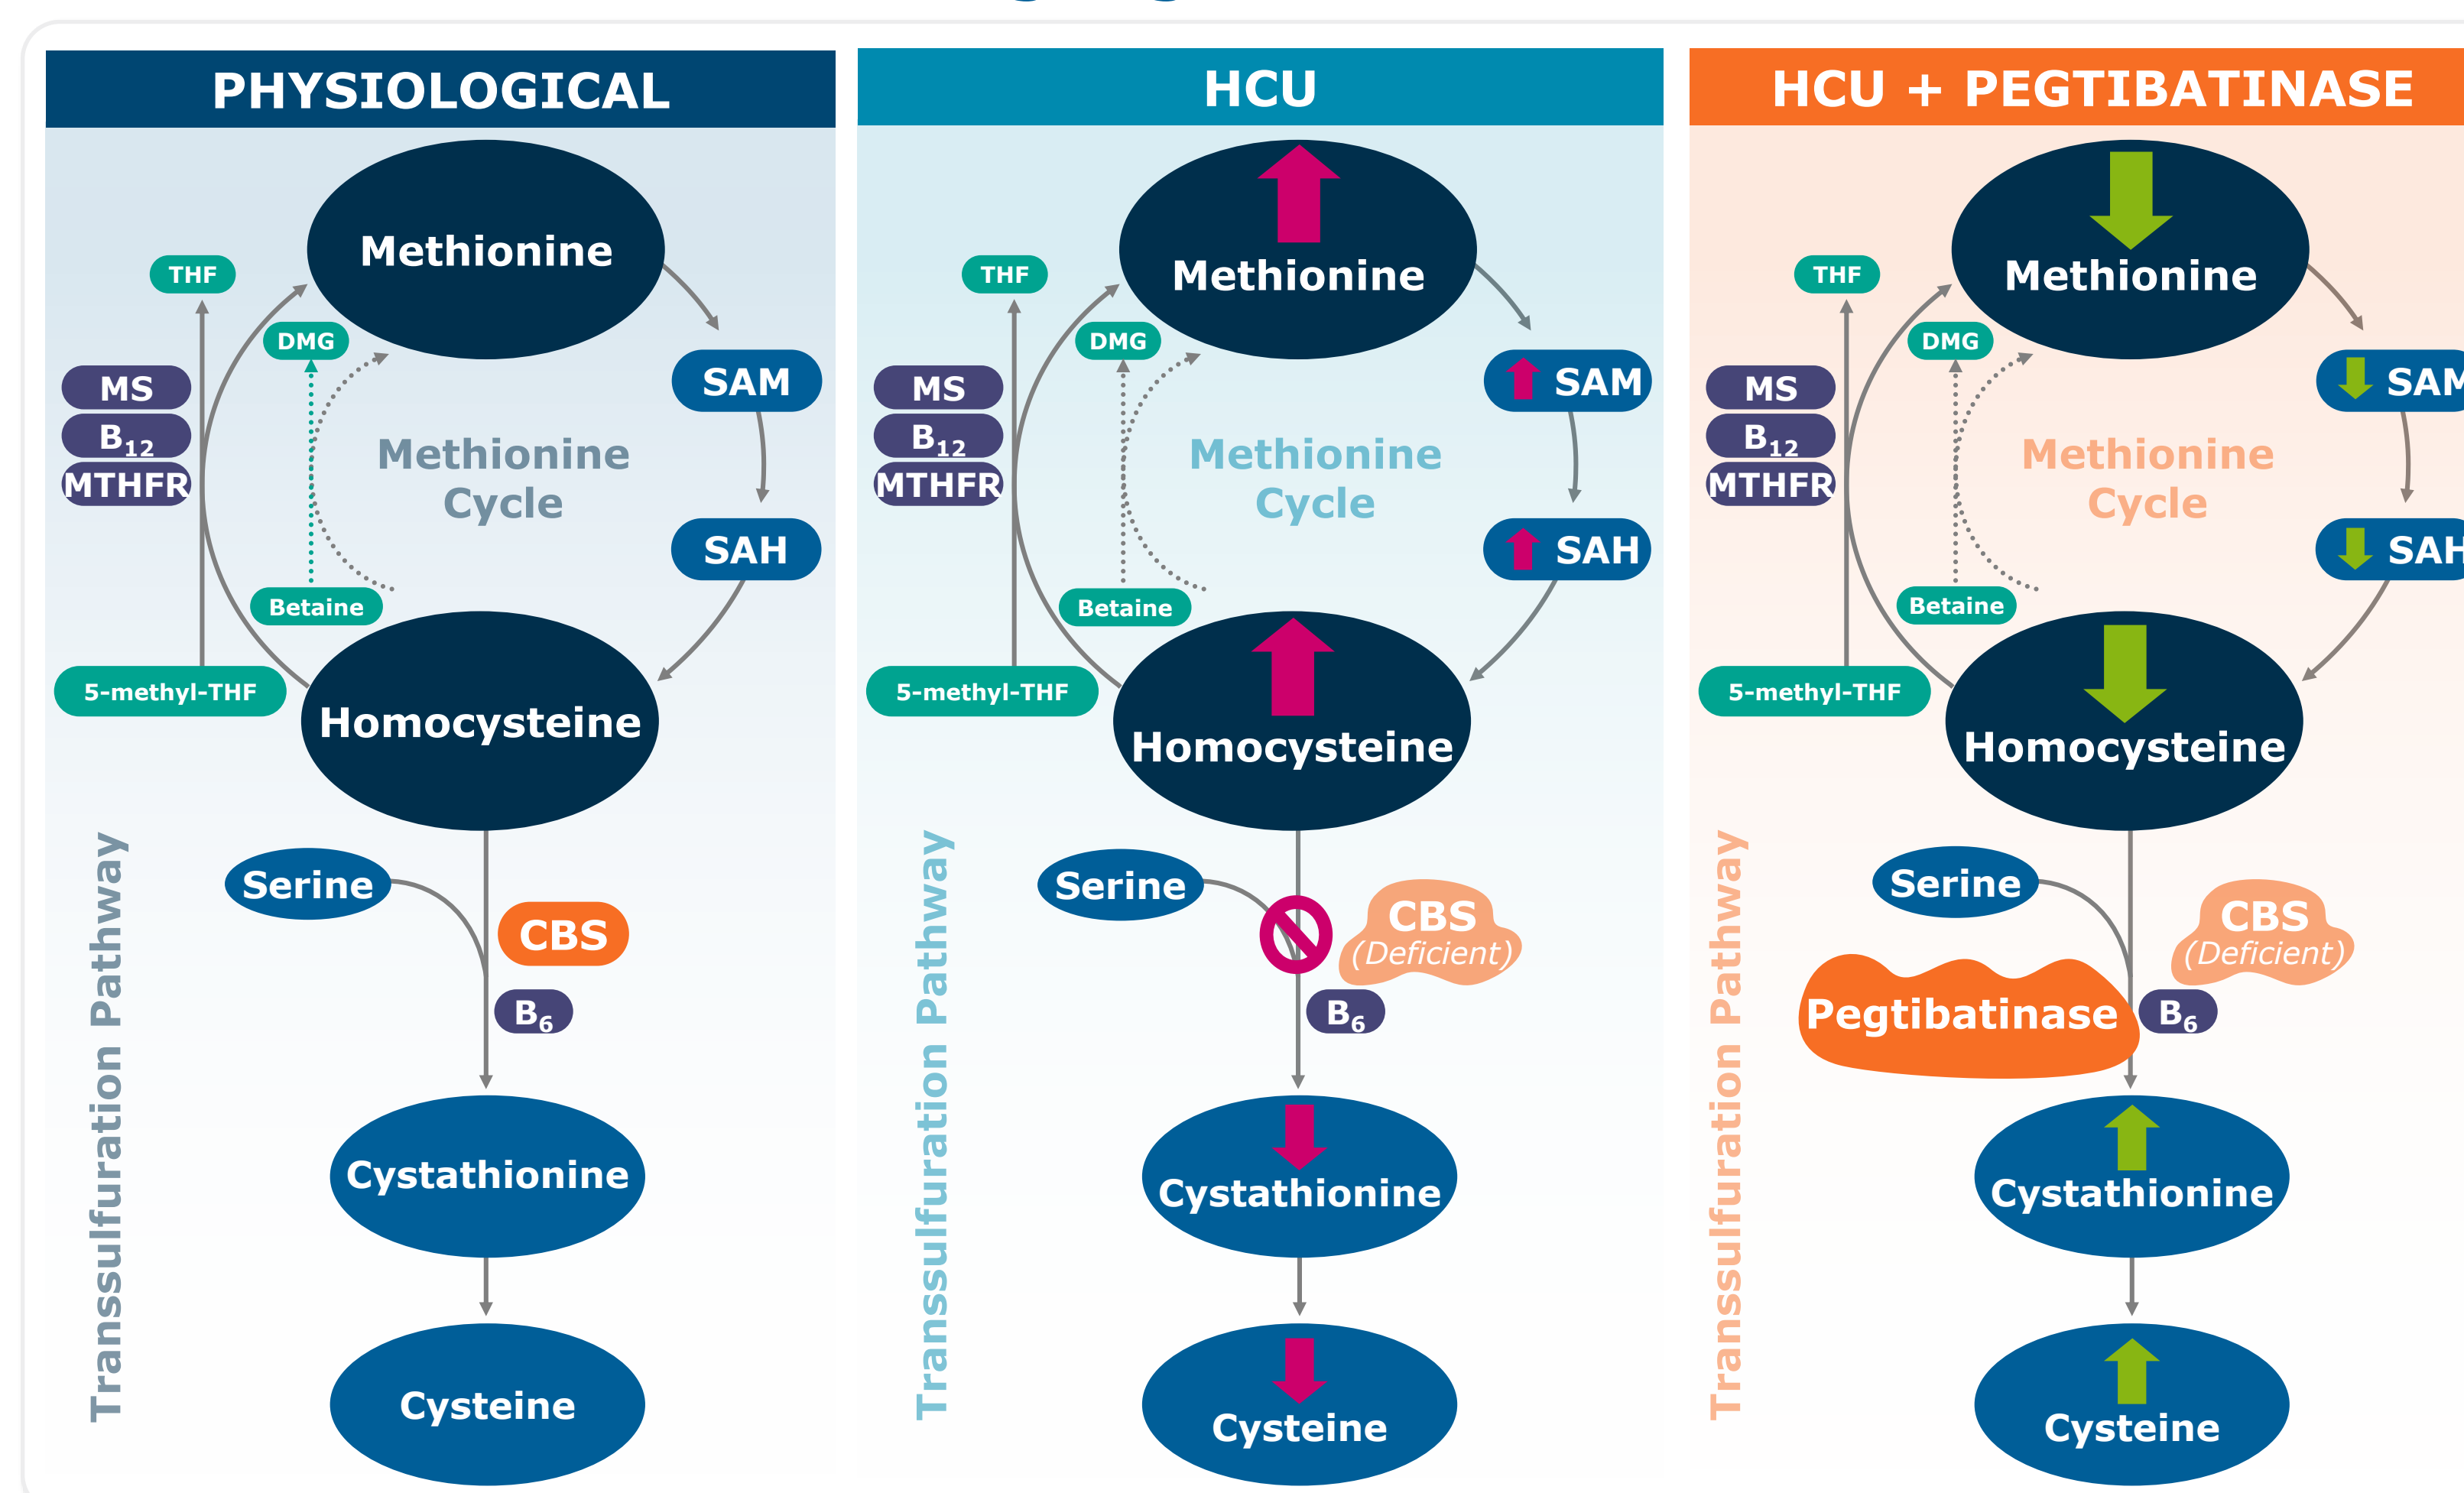 PHYSIOLOGICAL
Methionine
THF
DMG
MS
B12
MTHFR
SAM
Methionine
Cycle
SAH
Betaine
5-methyl-THF
Homocysteine
Transsulfuration Pathway
Serine
CBS
B6
Cystathionine
Cysteine
HCU
Methionine
THF
DMG
MS
B12
MTHFR
SAM
Methionine
Cycle
SAH
Betaine
5-methyl-THF
Homocysteine
Transsulfuration Pathway
Serine
CBS
(Deficient)
B6
Cystathionine
Cysteine
HCU + PEGTIBATINASE
Methionine
THF
DMG
MS
B12
MTHFR
SAM
Methionine
Cycle
SAH
Betaine
5-methyl-THF
Homocysteine
Transsulfuration Pathway
Serine
CBS
(Deficient)
Pegtibatinase
B6
Cystathionine
Cysteine